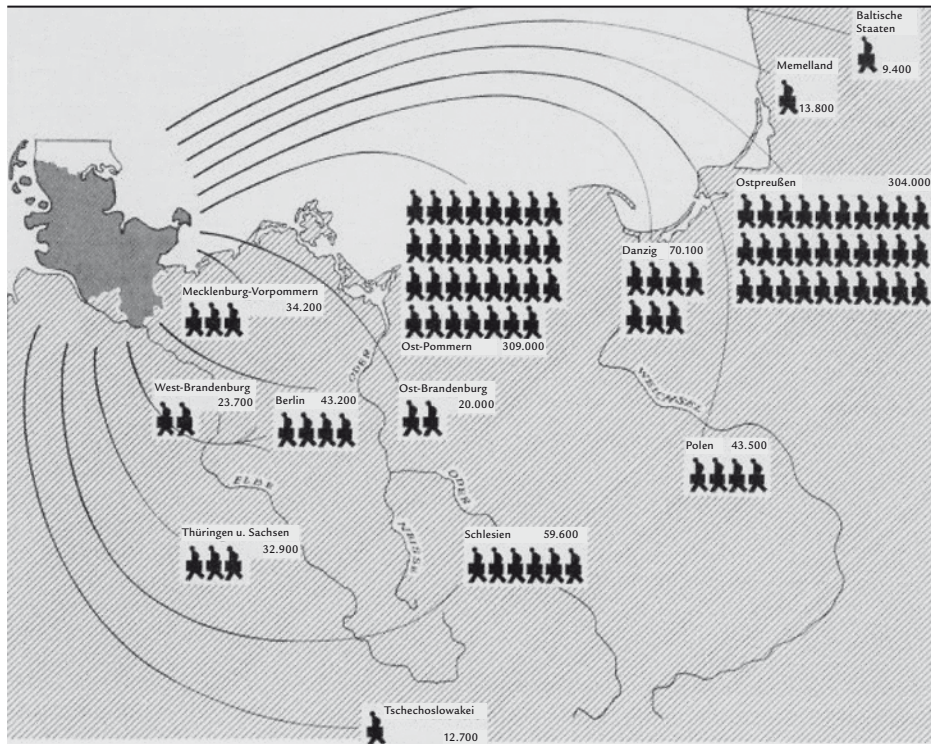 Baltische
Staaten
9.400
Memelland
13.800
Ostpreußen 304.000
Danzig 70.100
Mecklenburg-Vorpommern
34.200
Ost-Pommern 309.000
ODER
West-Brandenburg
23.700
Berlin 43.200
Ost-Brandenburg
20.000
WEICHSEL
Polen 43.500
ELBE
ODER
NEISSE
Thüringen u. Sachsen
32.900
Schlesien 59.600
Tschechoslowakei
12.700